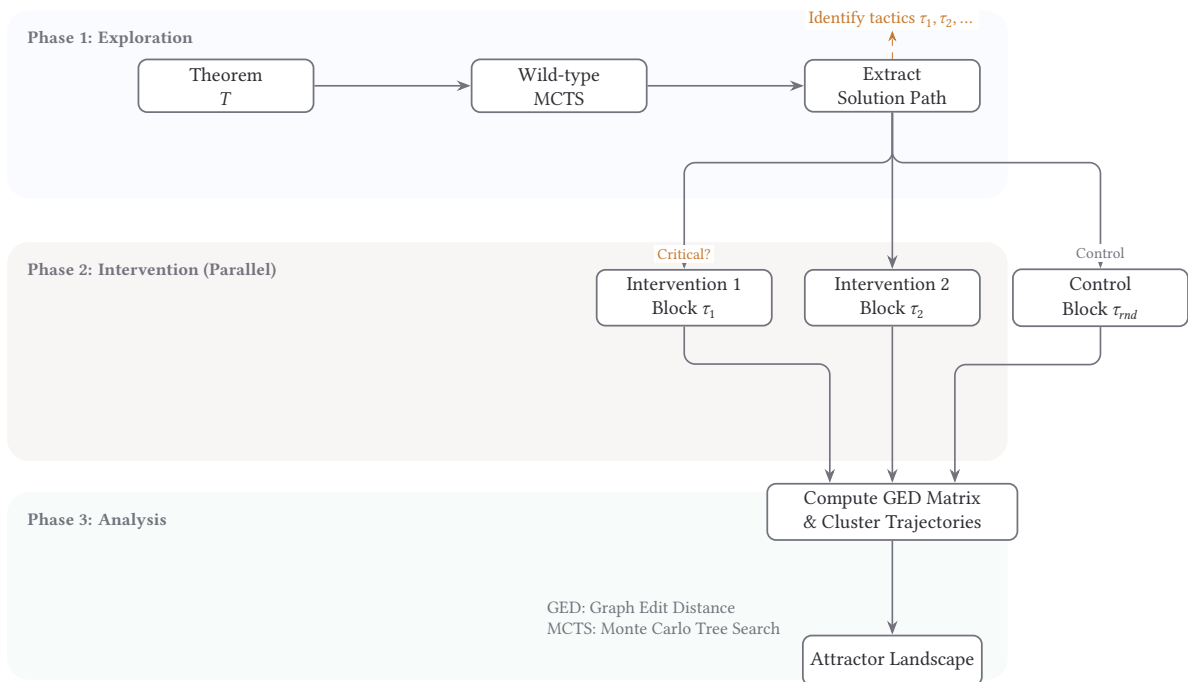 Identify tactics τ₁, τ₂, …
Phase 1: Exploration
Theorem
T
Wild-type
MCTS
Extract
Solution Path
Critical?
Control
Phase 2: Intervention (Parallel)
Intervention 1
Block τ₁
Intervention 2
Block τ₂
Control
Block τ_rnd
Compute GED Matrix
& Cluster Trajectories
Phase 3: Analysis
GED: Graph Edit Distance
MCTS: Monte Carlo Tree Search
Attractor Landscape